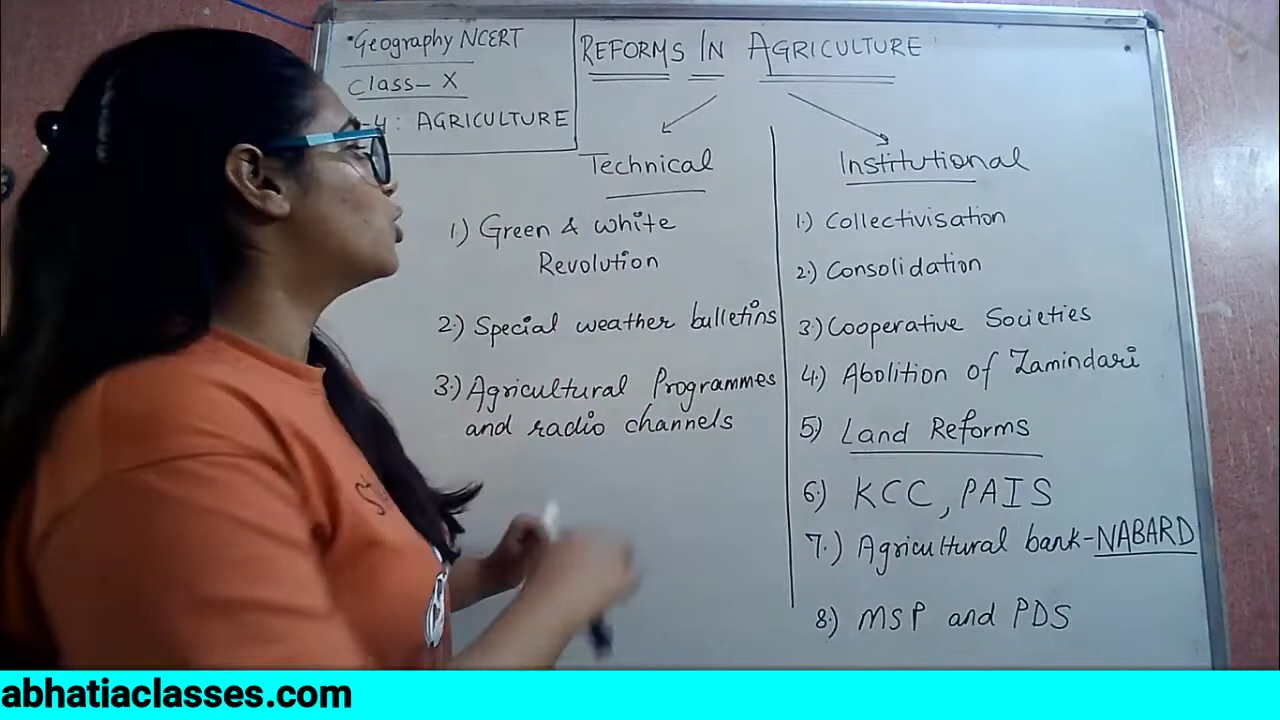 Geography NCERT
Class- X
-4: AGRICULTURE
REFORMS IN AGRICULTURE
Technical
1.) Green & white
Revolution
2.) Special weather bulletins
3.) Agricultural Programmes
and radio channels
Institutional
1.) Collectivisation
2.) Consolidation
3.) Cooperative Societies
4.) Abolition of Zamindari
5) Land Reforms
6.) KCC, PAIS
7.) Agricultural bank-NABARD
8.) MSP and PDS
abhatiaclasses.com